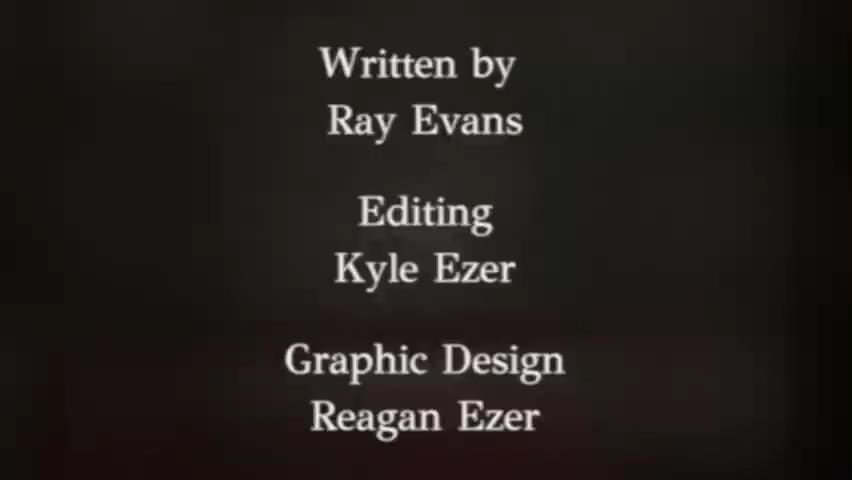 Written by
Ray Evans
Editing
Kyle Ezer
Graphic Design
Reagan Ezer